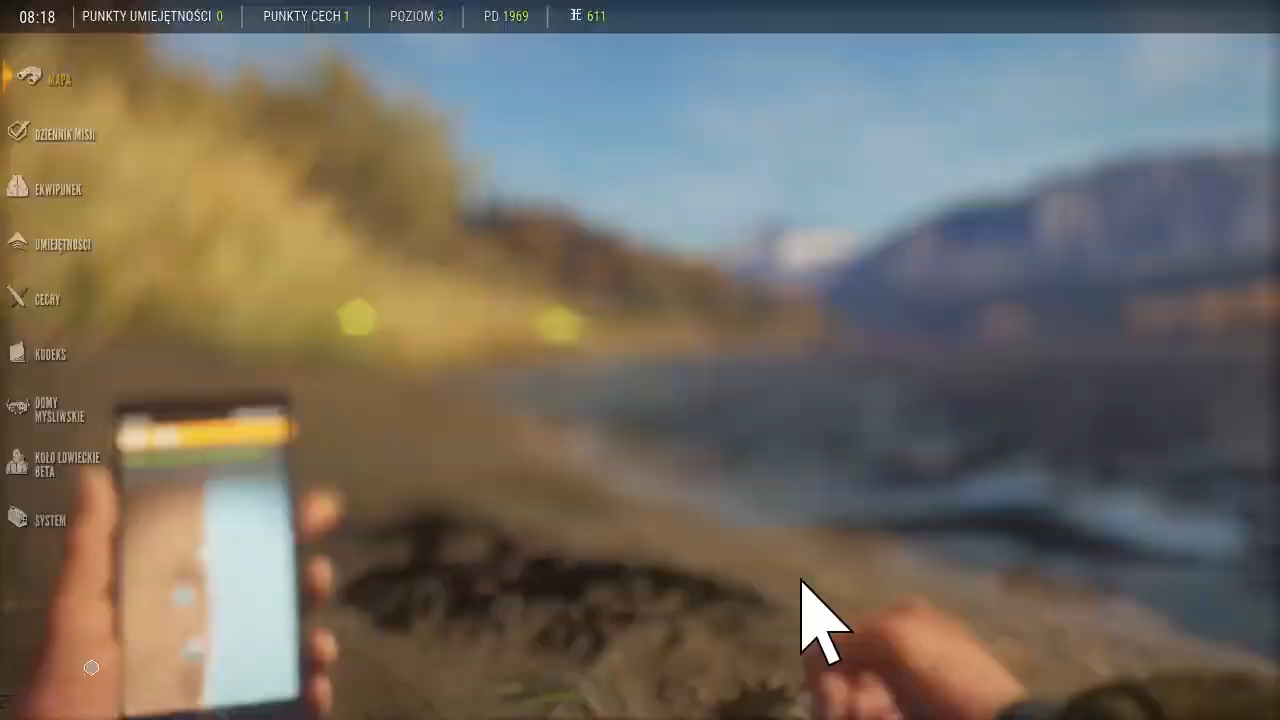 08:18 PUNKTY UMIEJĘTNOŚCI 0 PUNKTY CECH 1 POZIOM 3 PD 1969 611
MAPA
DZIENNIK MISJI
EKWIPUNEK
UMIEJĘTNOŚCI
CECHY
KODEKS
DOMY
MYŚLIWSKIE
KOŁO ŁOWIECKIE
BETA
SYSTEM